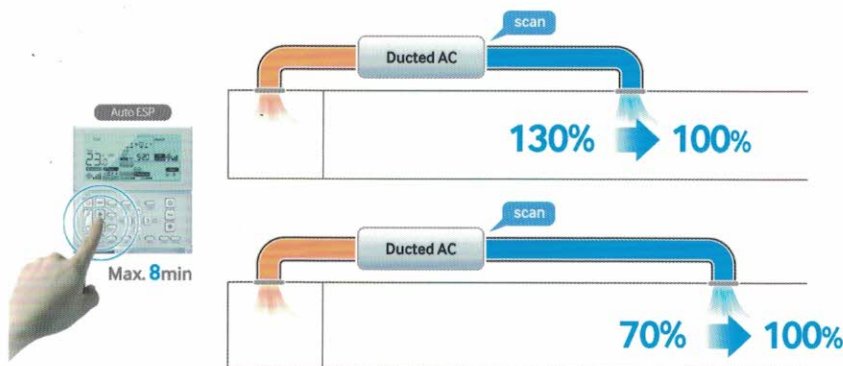 scan
Ducted AC
Auto ESP
130% 100%
scan
Ducted AC
Max. 8min
70% 100%